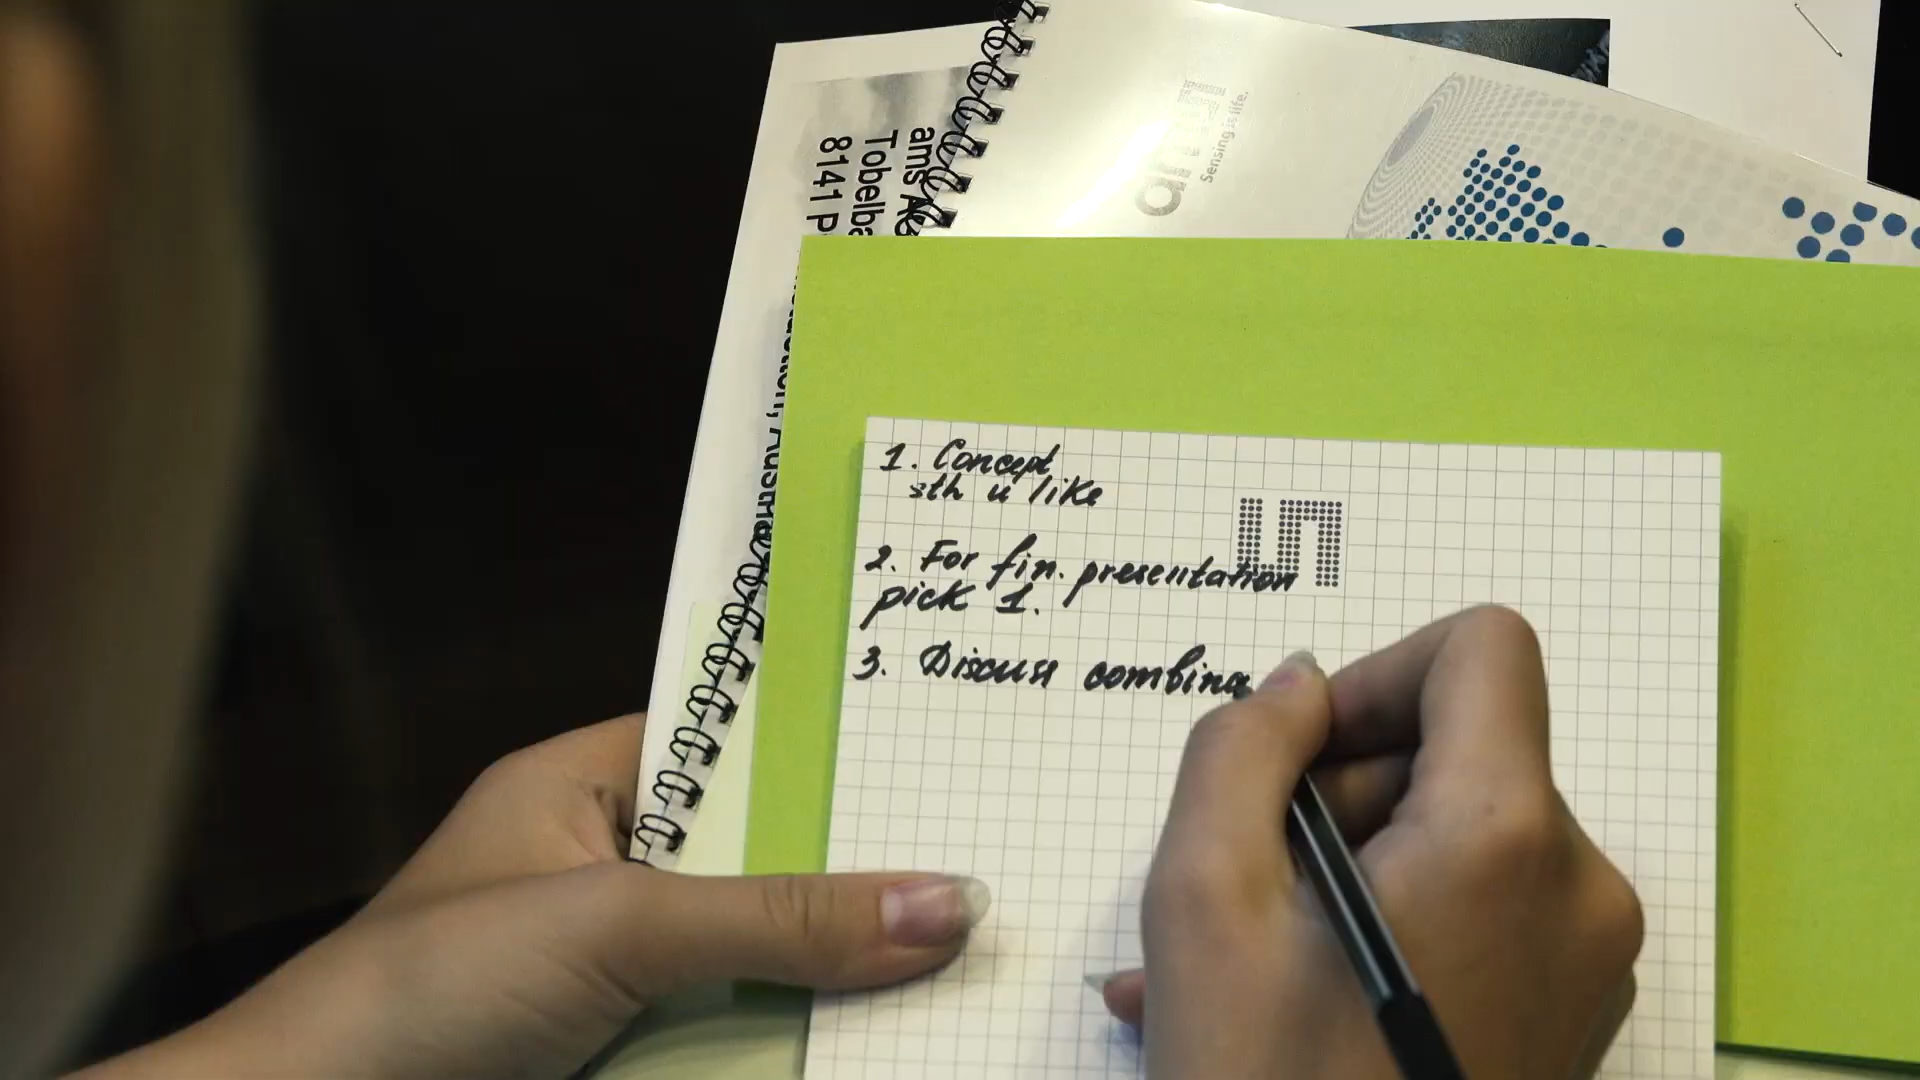 Sensing is life.
ams
Tobelba
8141 P
1. Concept
sth u like
2. For fin. presentation
pick 1.
3. Discuss combina